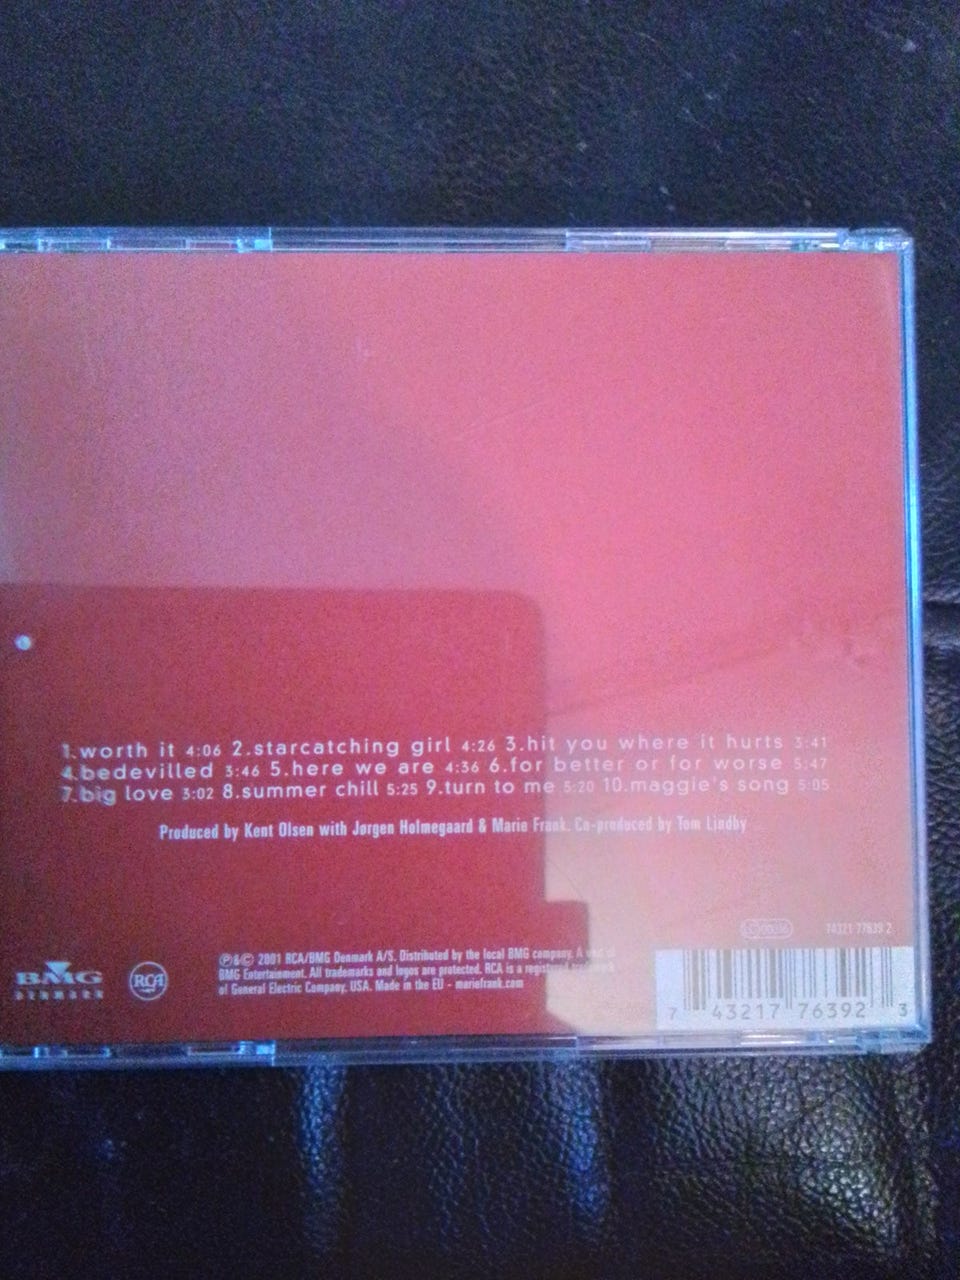 1.worth it 4:06 2.starcatching girl 4:26 3.hit you where it hurts 3:41
4.bedevilled 3:46 5.here we are 4:36 6.for better or for worse 5:47
7.big love 3:02 8.summer chill 5:25 9.turn to me 5:20 10.maggie's song 5:05
Produced by Kent Olsen with Jørgen Holmegaard & Marie Frank. Co-produced by Tom Lindby
LC 00316 74321 77639 2
BMG
DENMARK
RCA
Ⓟ&© 2001 RCA/BMG Denmark A/S. Distributed by the local BMG company. A unit of
BMG Entertainment. All trademarks and logos are protected. RCA is a registered trademark
of General Electric Company, USA. Made in the EU - mariefrank.com
7 43217 76392 3